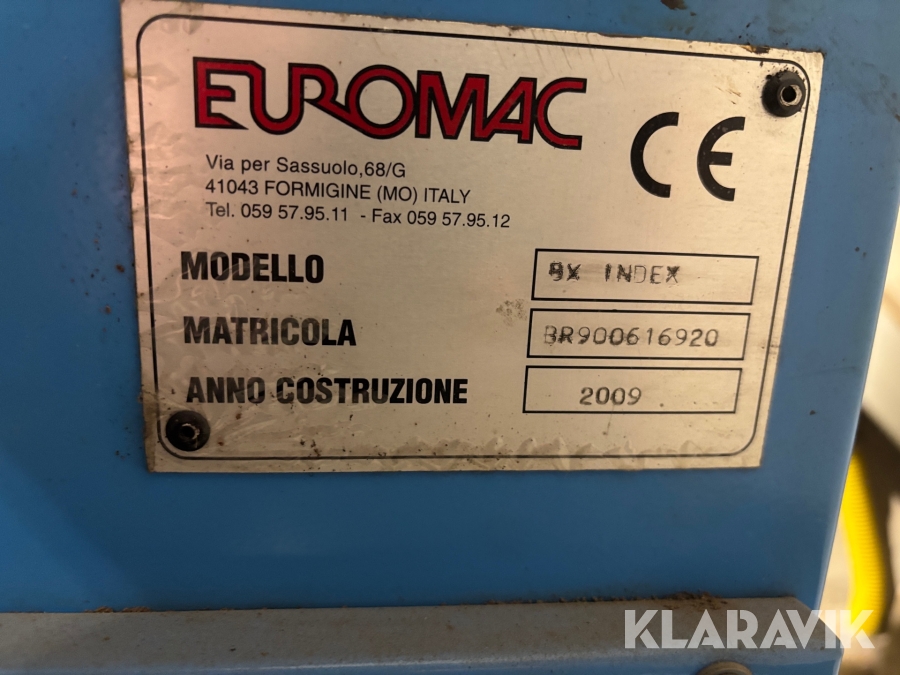 EUROMAC
CE
Via per Sassuolo,68/G
41043 FORMIGINE (MO) ITALY
Tel. 059 57.95.11 - Fax 059 57.95.12
MODELLO INDEX
MATRICOLA BR900616920
ANNO COSTRUZIONE 2009
KLARAVIK